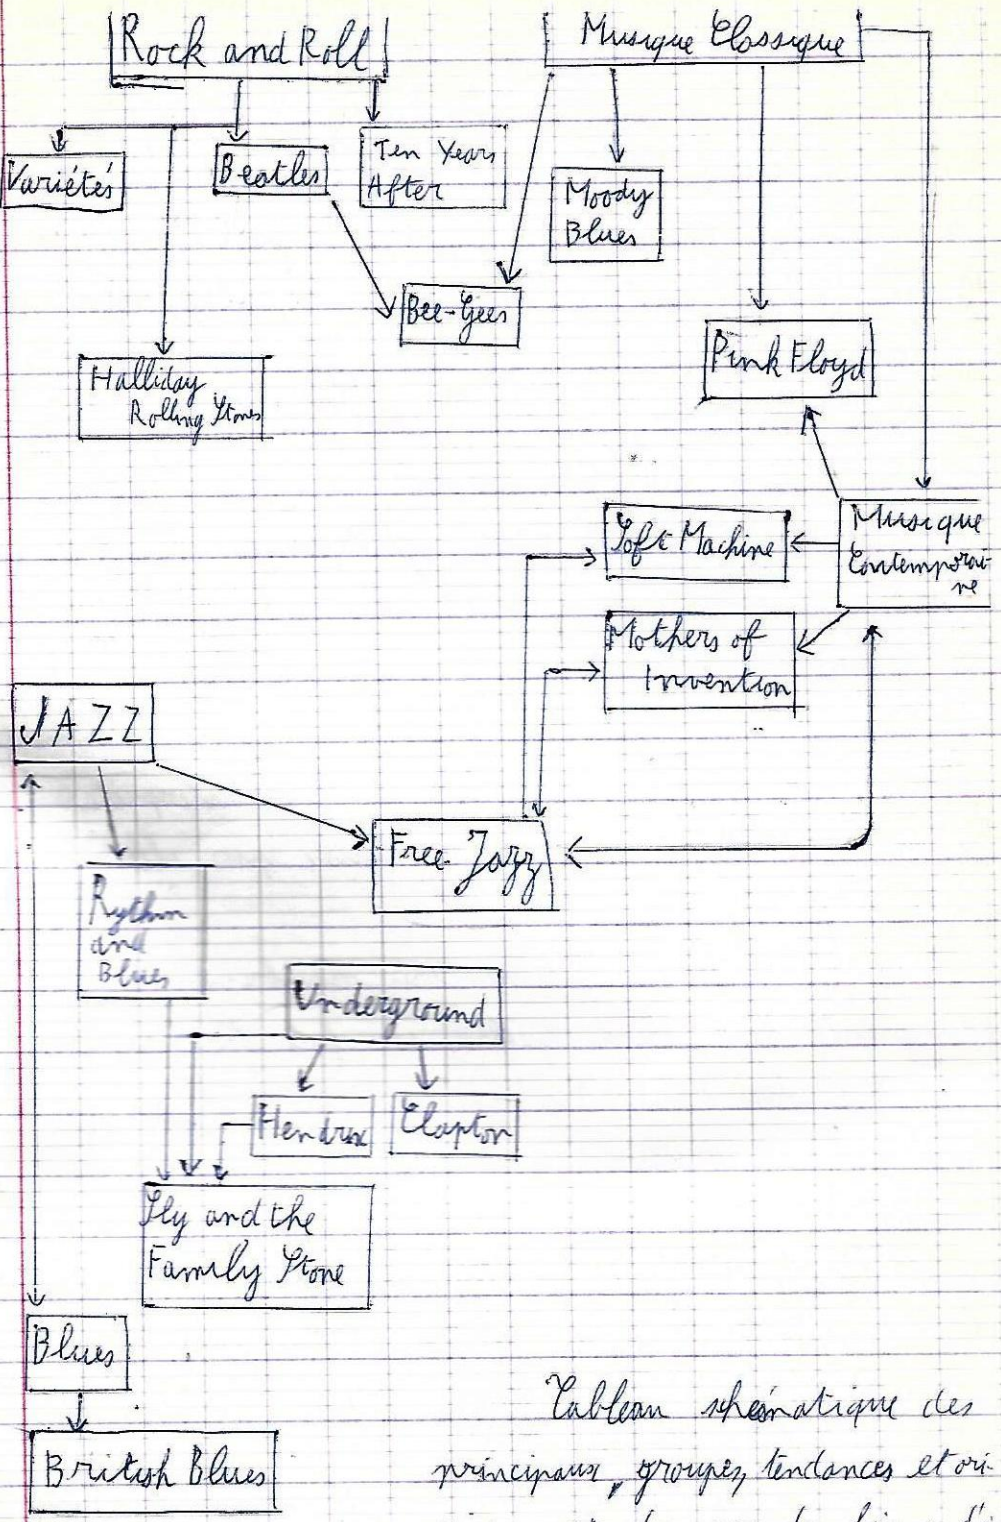 Rock and Roll
Musique Classique
Variétés
Beatles
Ten Years
After
Moody
Blues
Bee-Gees
Pink Floyd
Halliday
Rolling Stones
Soft Machine
Musique
Contemporai-
ne
Mothers of
Invention
JAZZ
Free Jazz
Rythm
and
Blues
Underground
Hendrix
Clapton
Sly and the
Family Stone
Blues
British Blues
Tableau schématique des
principaux, groupes, tendances et ori-